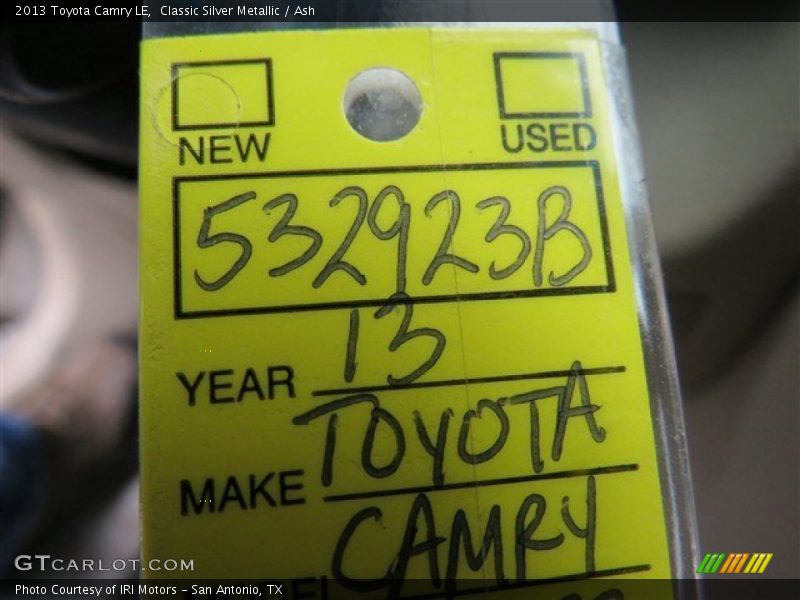 2013 Toyota Camry LE,  Classic Silver Metallic / Ash
NEW USED
532923B
YEAR 13
MAKE TOYOTA
CAMRY
GTCARLOT.COM
Photo Courtesy of IRI Motors – San Antonio, TX